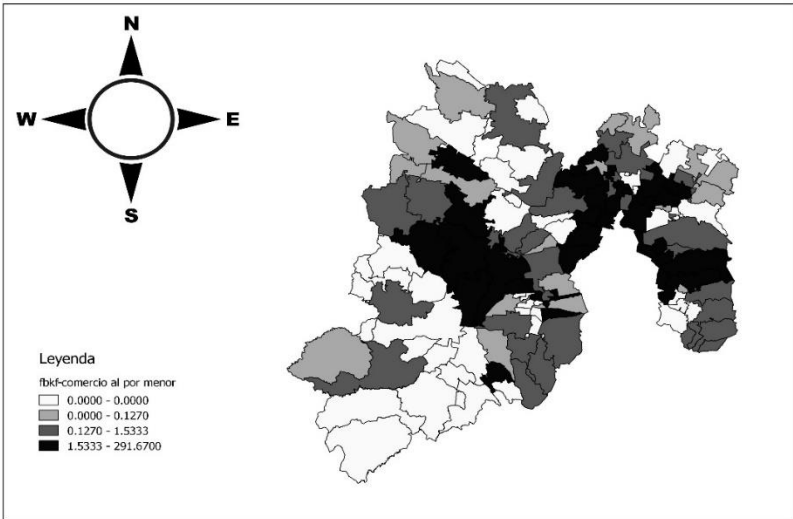 N
W
E
S
Leyenda
fbkf-comercio al por menor
0.0000 - 0.0000
0.0000 - 0.1270
0.1270 - 1.5333
1.5333 - 291.6700